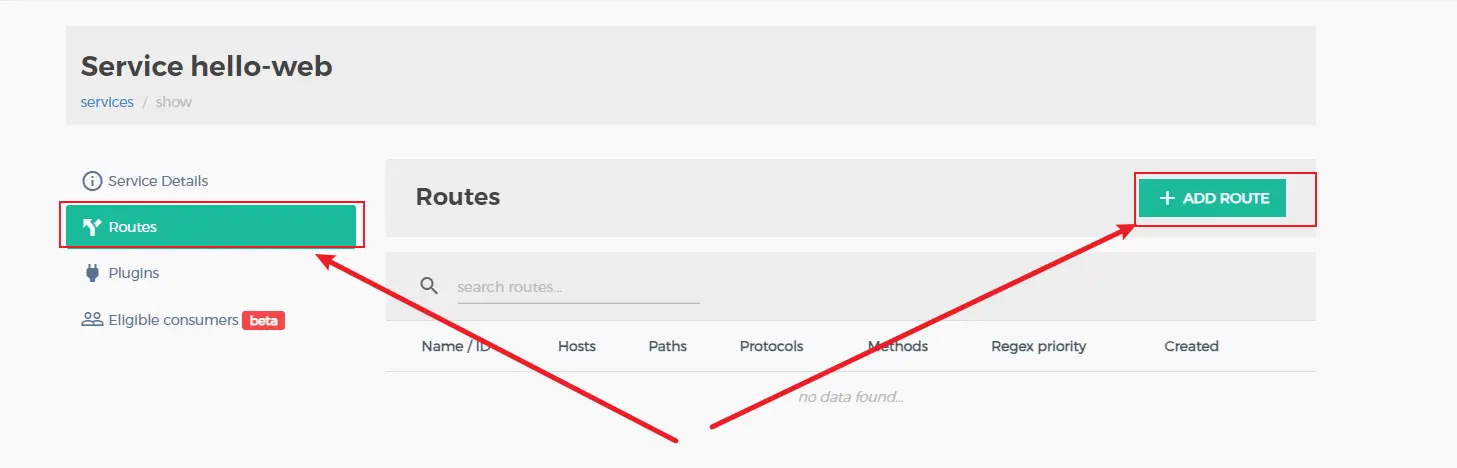 Service hello-web
services / show
Service Details
Routes
Plugins
Eligible consumers beta
Routes
ADD ROUTE
search routes...
Name / ID Hosts Paths Protocols Methods Regex priority Created
no data found...